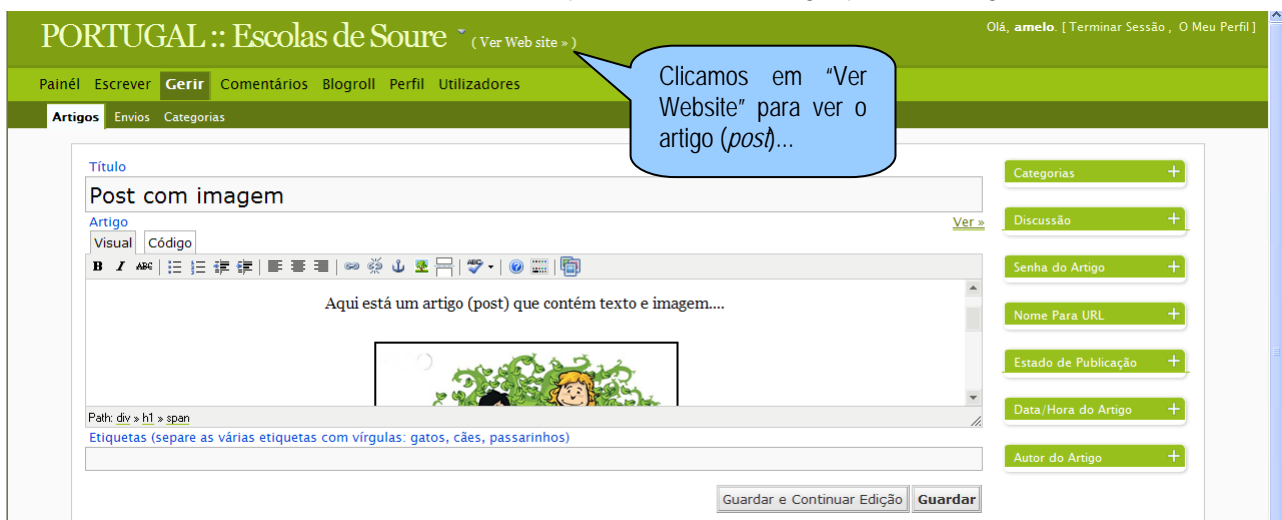 PORTUGAL :: Escolas de Soure ( Ver Web site » )
Olá, amelo. [ Terminar Sessão , O Meu Perfil ]
Painél Escrever Gerir Comentários Blogroll Perfil Utilizadores
Artigos Envios Categorias
Clicamos em “Ver
Website” para ver o
artigo (post)...
Título
Post com imagem
Artigo
Ver »
Visual Código
B I ABC ABC
Aqui está um artigo (post) que contém texto e imagem....
Path: div » h1 » span
Etiquetas (separe as várias etiquetas com vírgulas: gatos, cães, passarinhos)
Guardar e Continuar Edição Guardar
Categorias +
Discussão +
Senha do Artigo +
Nome Para URL +
Estado de Publicação +
Data/Hora do Artigo +
Autor do Artigo +